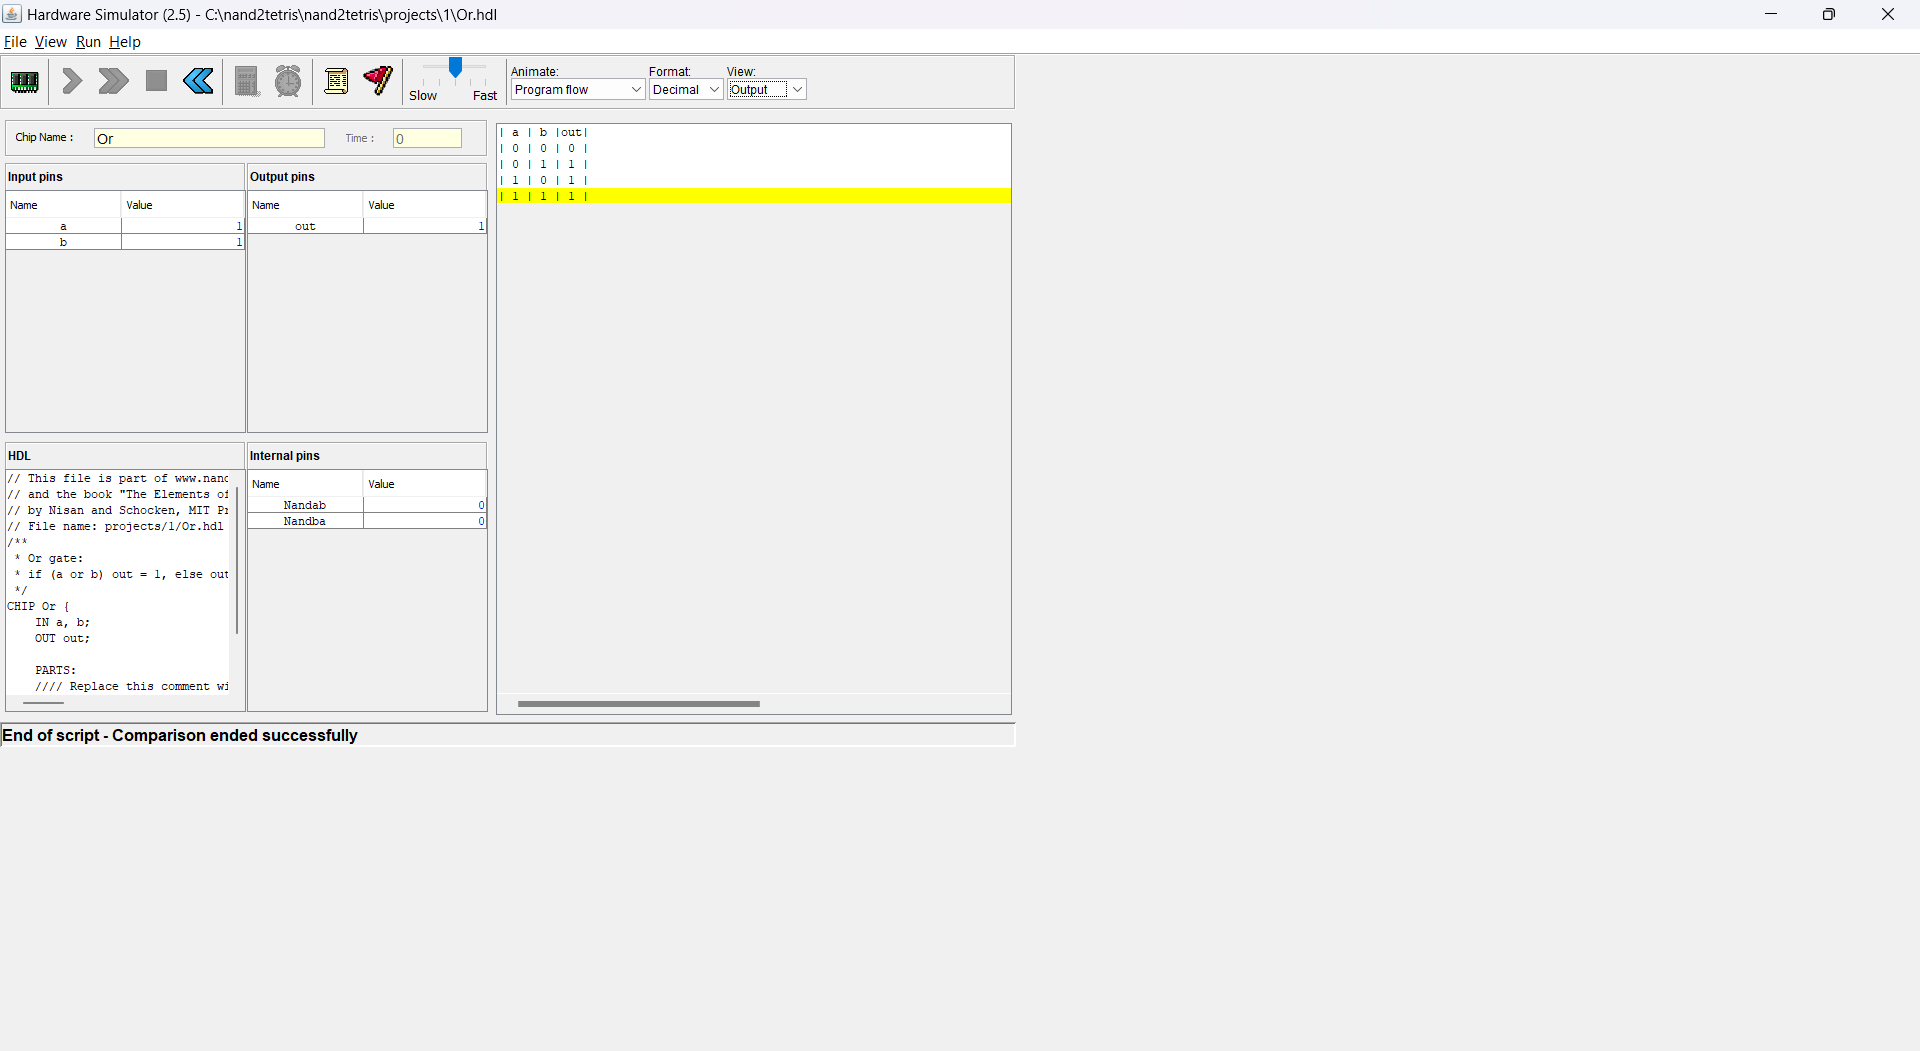 Hardware Simulator (2.5) - C:\nand2tetris\nand2tetris\projects\1\Or.hdl
File View Run Help
Slow Fast
Animate: Format: View:
Program flow Decimal Output
Chip Name : Or Time : 0
Input pins
Name Value
a 1
b 1
Output pins
Name Value
out 1
HDL
// This file is part of www.nand
// and the book "The Elements of
// by Nisan and Schocken, MIT Pr
// File name: projects/1/Or.hdl
/**
* Or gate:
* if (a or b) out = 1, else out
*/
CHIP Or {
IN a, b;
OUT out;
PARTS:
//// Replace this comment wi
Internal pins
Name Value
Nandab 0
Nandba 0
| a | b |out|
| 0 | 0 | 0 |
| 0 | 1 | 1 |
| 1 | 0 | 1 |
| 1 | 1 | 1 |
End of script - Comparison ended successfully